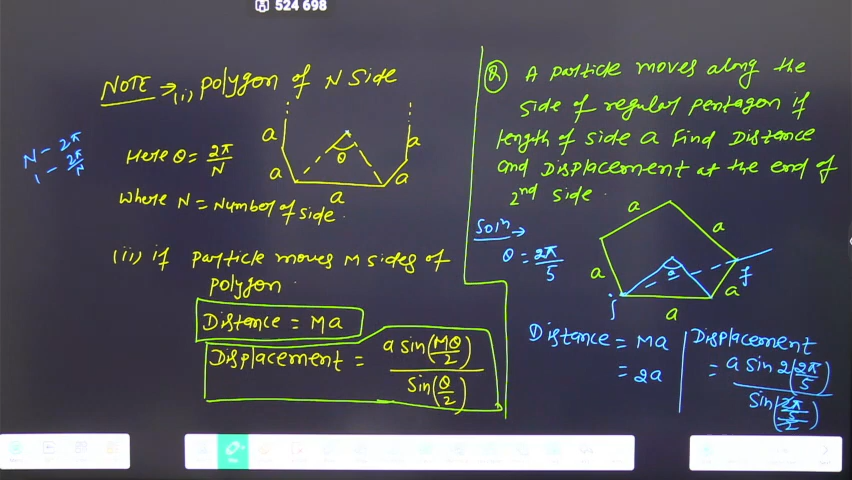 524 698
NOTE → (i) polygon of N side
N – 2π
1 – 2π/N
Here θ = 2π/N
a
a
a
a
a
θ
where N = Number of side.
(ii) if particle moves M sides of
polygon.
Distance = Ma
Displacement = a sin(Mθ/2) / sin(θ/2)
Q A particle moves along the
side of regular pentagon if
length of side a Find Distance
and Displacement at the end of
2nd side.
Soln →
θ = 2π/5
a
a
a
a
a
θ
i
f
Distance = Ma
= 2a
Displacement
= a sin 2(2π/5) / sin(2π/5/2)